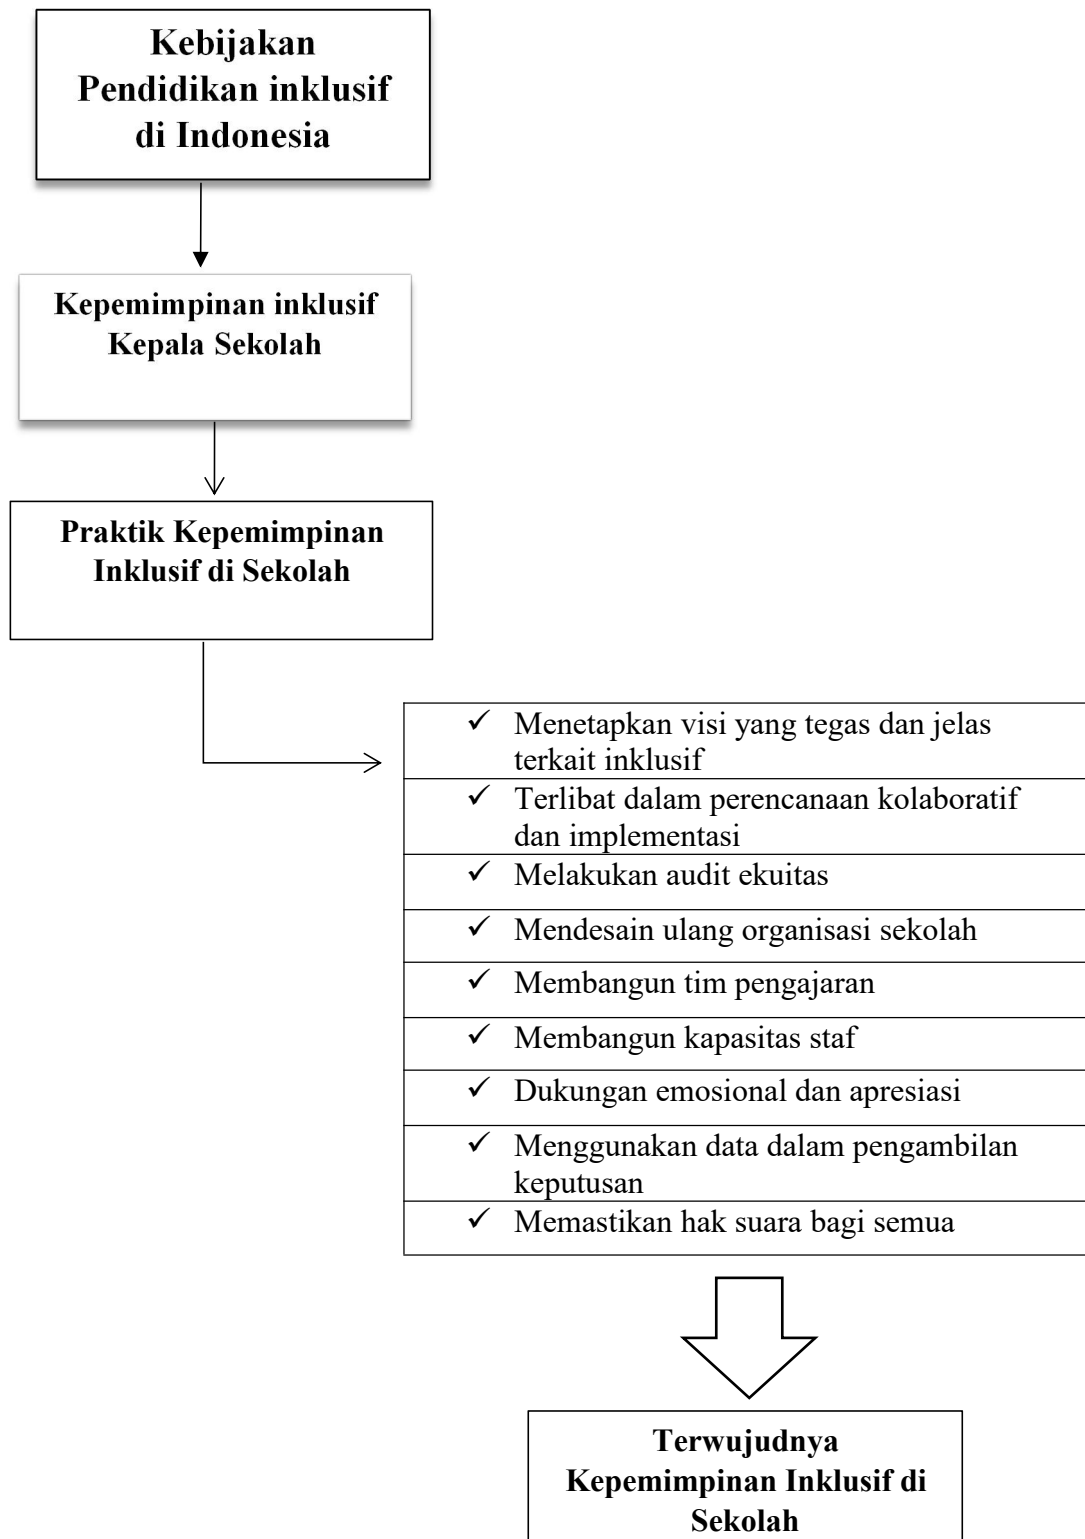 Kebijakan
Pendidikan inklusif
di Indonesia
Kepemimpinan inklusif
Kepala Sekolah
Praktik Kepemimpinan
Inklusif di Sekolah
✓ Menetapkan visi yang tegas dan jelas
terkait inklusif
✓ Terlibat dalam perencanaan kolaboratif
dan implementasi
✓ Melakukan audit ekuitas
✓ Mendesain ulang organisasi sekolah
✓ Membangun tim pengajaran
✓ Membangun kapasitas staf
✓ Dukungan emosional dan apresiasi
✓ Menggunakan data dalam pengambilan
keputusan
✓ Memastikan hak suara bagi semua
Terwujudnya
Kepemimpinan Inklusif di
Sekolah